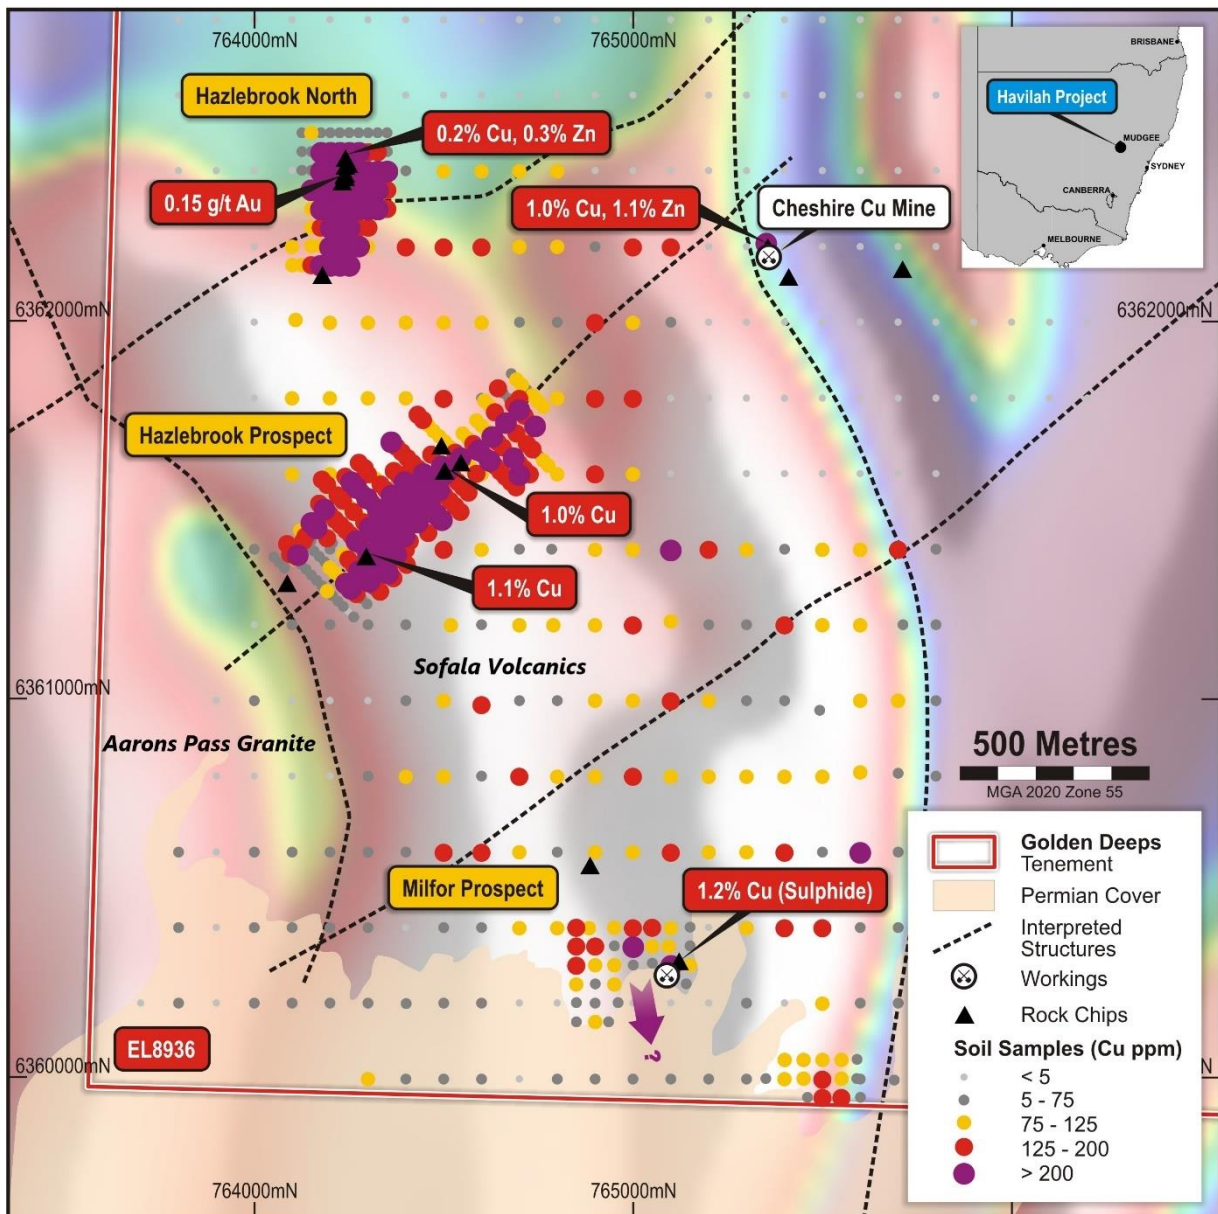 764000mN
765000mN
BRISBANE
Havilah Project
MUDGEE
SYDNEY
CANBERRA
MELBOURNE
Hazlebrook North
0.2% Cu, 0.3% Zn
0.15 g/t Au
1.0% Cu, 1.1% Zn
Cheshire Cu Mine
6362000mN
6362000mN
Hazlebrook Prospect
1.0% Cu
1.1% Cu
Sofala Volcanics
6361000mN
Aarons Pass Granite
500 Metres
MGA 2020 Zone 55
Milfor Prospect
1.2% Cu (Sulphide)
?
EL8936
6360000mN
N
764000mN
765000mN
Golden Deeps
Tenement
Permian Cover
Interpreted
Structures
Workings
Rock Chips
Soil Samples (Cu ppm)
< 5
5 - 75
75 - 125
125 - 200
> 200